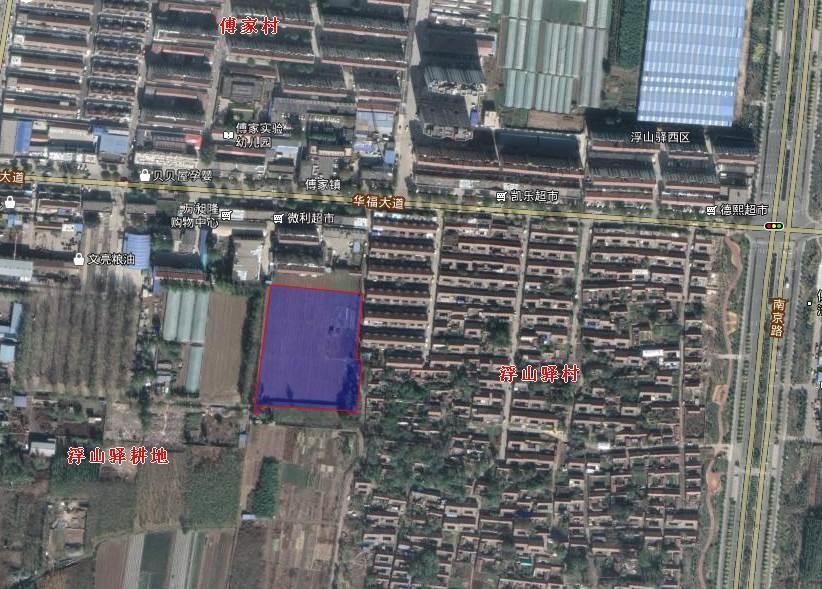 傅家村
傅家实验
幼儿园
浮山驿西区
大道
贝贝屋孕婴
傅家镇
华福大道
凯乐超市
万昶隆
购物中心
微利超市
德熙超市
文亮粮油
南京路
浮山驿村
浮山驿耕地